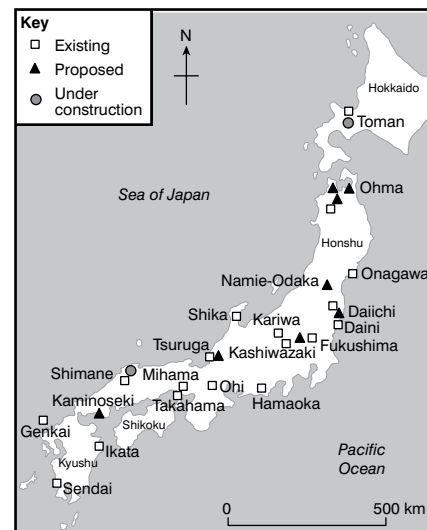 Key
Existing
Proposed
Under
construction
N
Hokkaido
Toman
Sea of Japan
Ohma
Honshu
Onagawa
Namie-Odaka
Shika
Kariwa
Daiichi
Daini
Tsuruga
Kashiwazaki
Fukushima
Shimane
Mihama
Ohi
Hamaoka
Kaminoseki
Takahama
Genkai
Shikoku
Ikata
Kyushu
Pacific
Ocean
Sendai
0
500 km